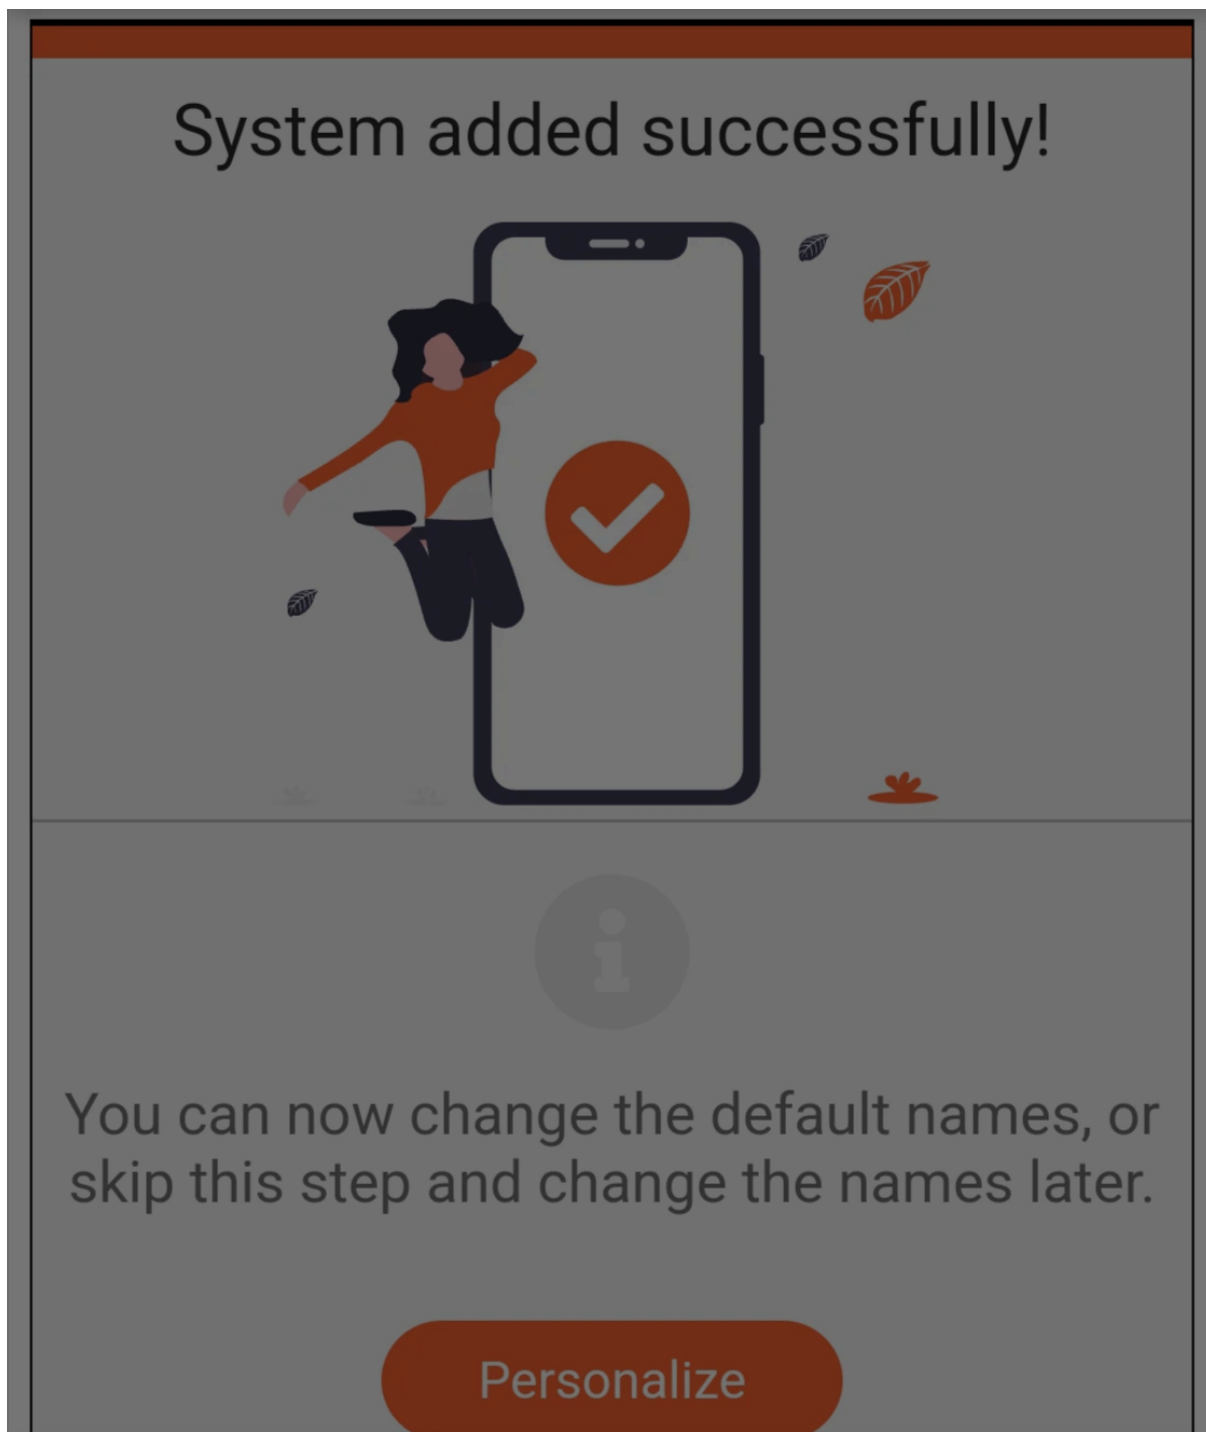 System added successfully!
You can now change the default names, or
skip this step and change the names later.
Personalize